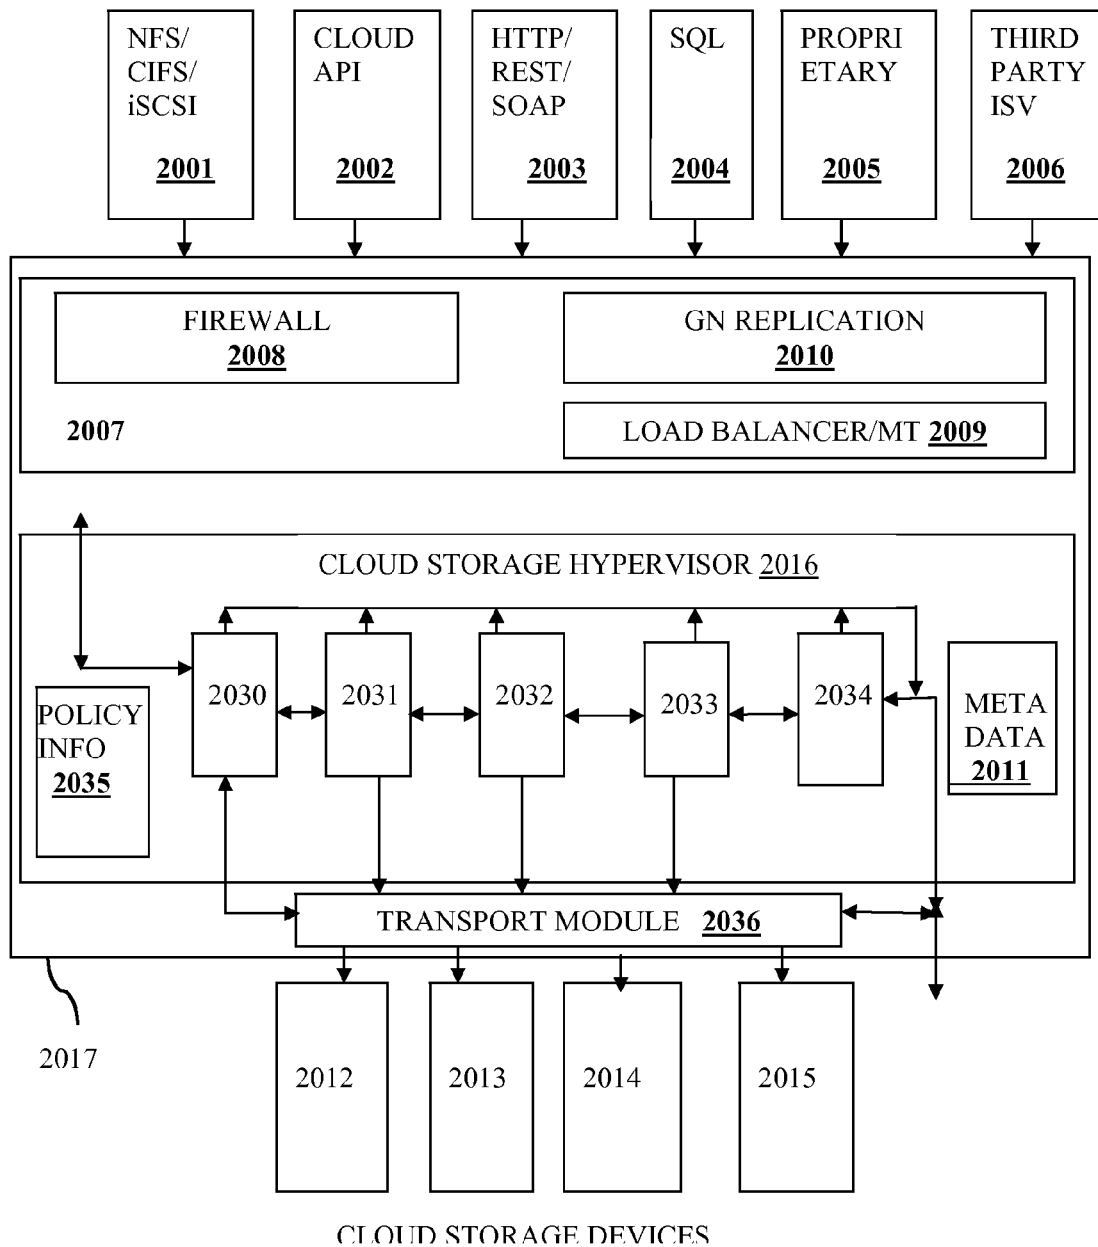 NFS/
CIFS/
iSCSI
2001
CLOUD
API
2002
HTTP/
REST/
SOAP
2003
SQL
2004
PROPRI
ETARY
2005
THIRD
PARTY
ISV
2006
FIREWALL
2008
GN REPLICATION
2010
2007
LOAD BALANCER/MT 2009
CLOUD STORAGE HYPERVISOR 2016
POLICY
INFO
2035
2030
2031
2032
2033
2034
META
DATA
2011
TRANSPORT MODULE 2036
2017
2012
2013
2014
2015
CLOUD STORAGE DEVICES